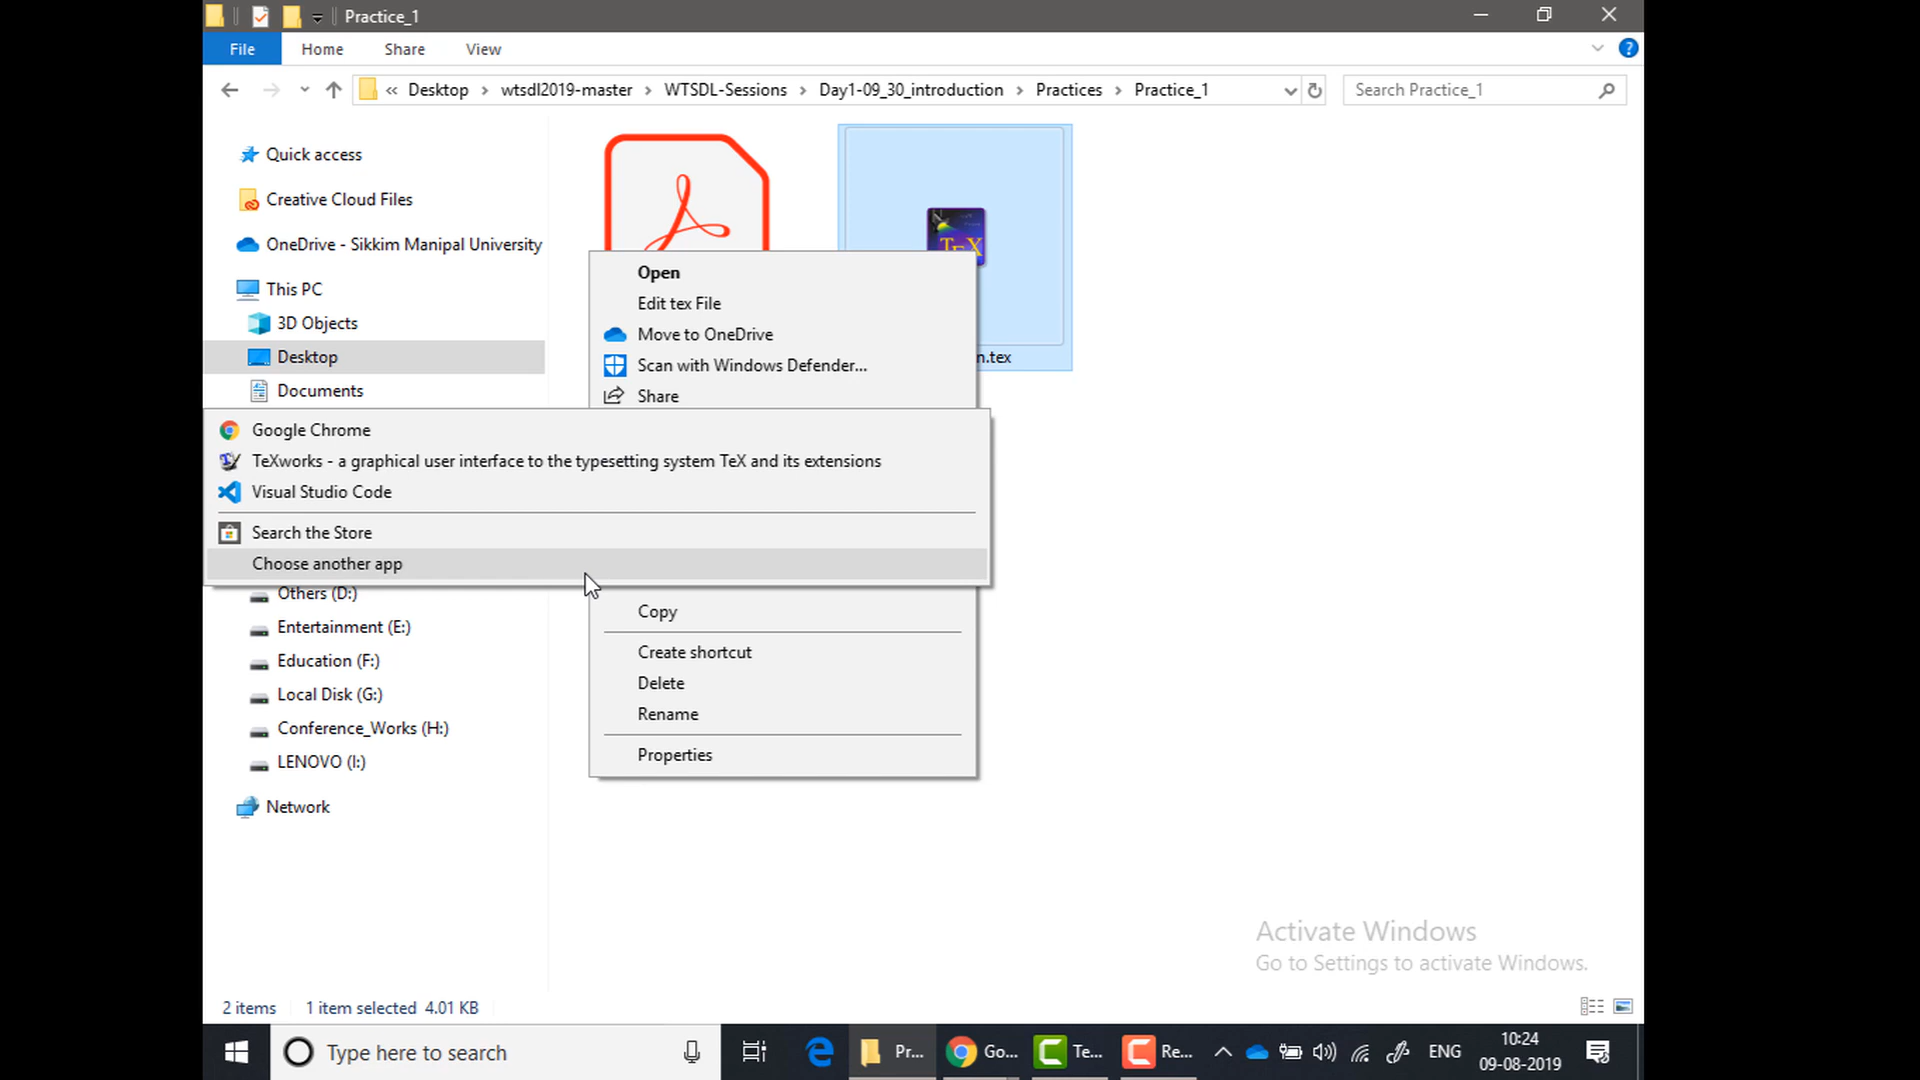 Practice_1
File Home Share View
« Desktop > wtsdl2019-master > WTSDL-Sessions > Day1-09_30_introduction > Practices > Practice_1
Search Practice_1
Quick access
Creative Cloud Files
OneDrive - Sikkim Manipal University
This PC
3D Objects
Desktop
Documents
TEX
n.tex
Open
Edit tex File
Move to OneDrive
Scan with Windows Defender...
Share
Google Chrome
TeXworks - a graphical user interface to the typesetting system TeX and its extensions
Visual Studio Code
Search the Store
Choose another app
Others (D:)
Entertainment (E:)
Education (F:)
Local Disk (G:)
Conference_Works (H:)
LENOVO (I:)
Network
Copy
Create shortcut
Delete
Rename
Properties
Activate Windows
Go to Settings to activate Windows.
2 items 1 item selected 4.01 KB
Type here to search
Pr...
Go...
Te...
Re...
ENG
10:24
09-08-2019